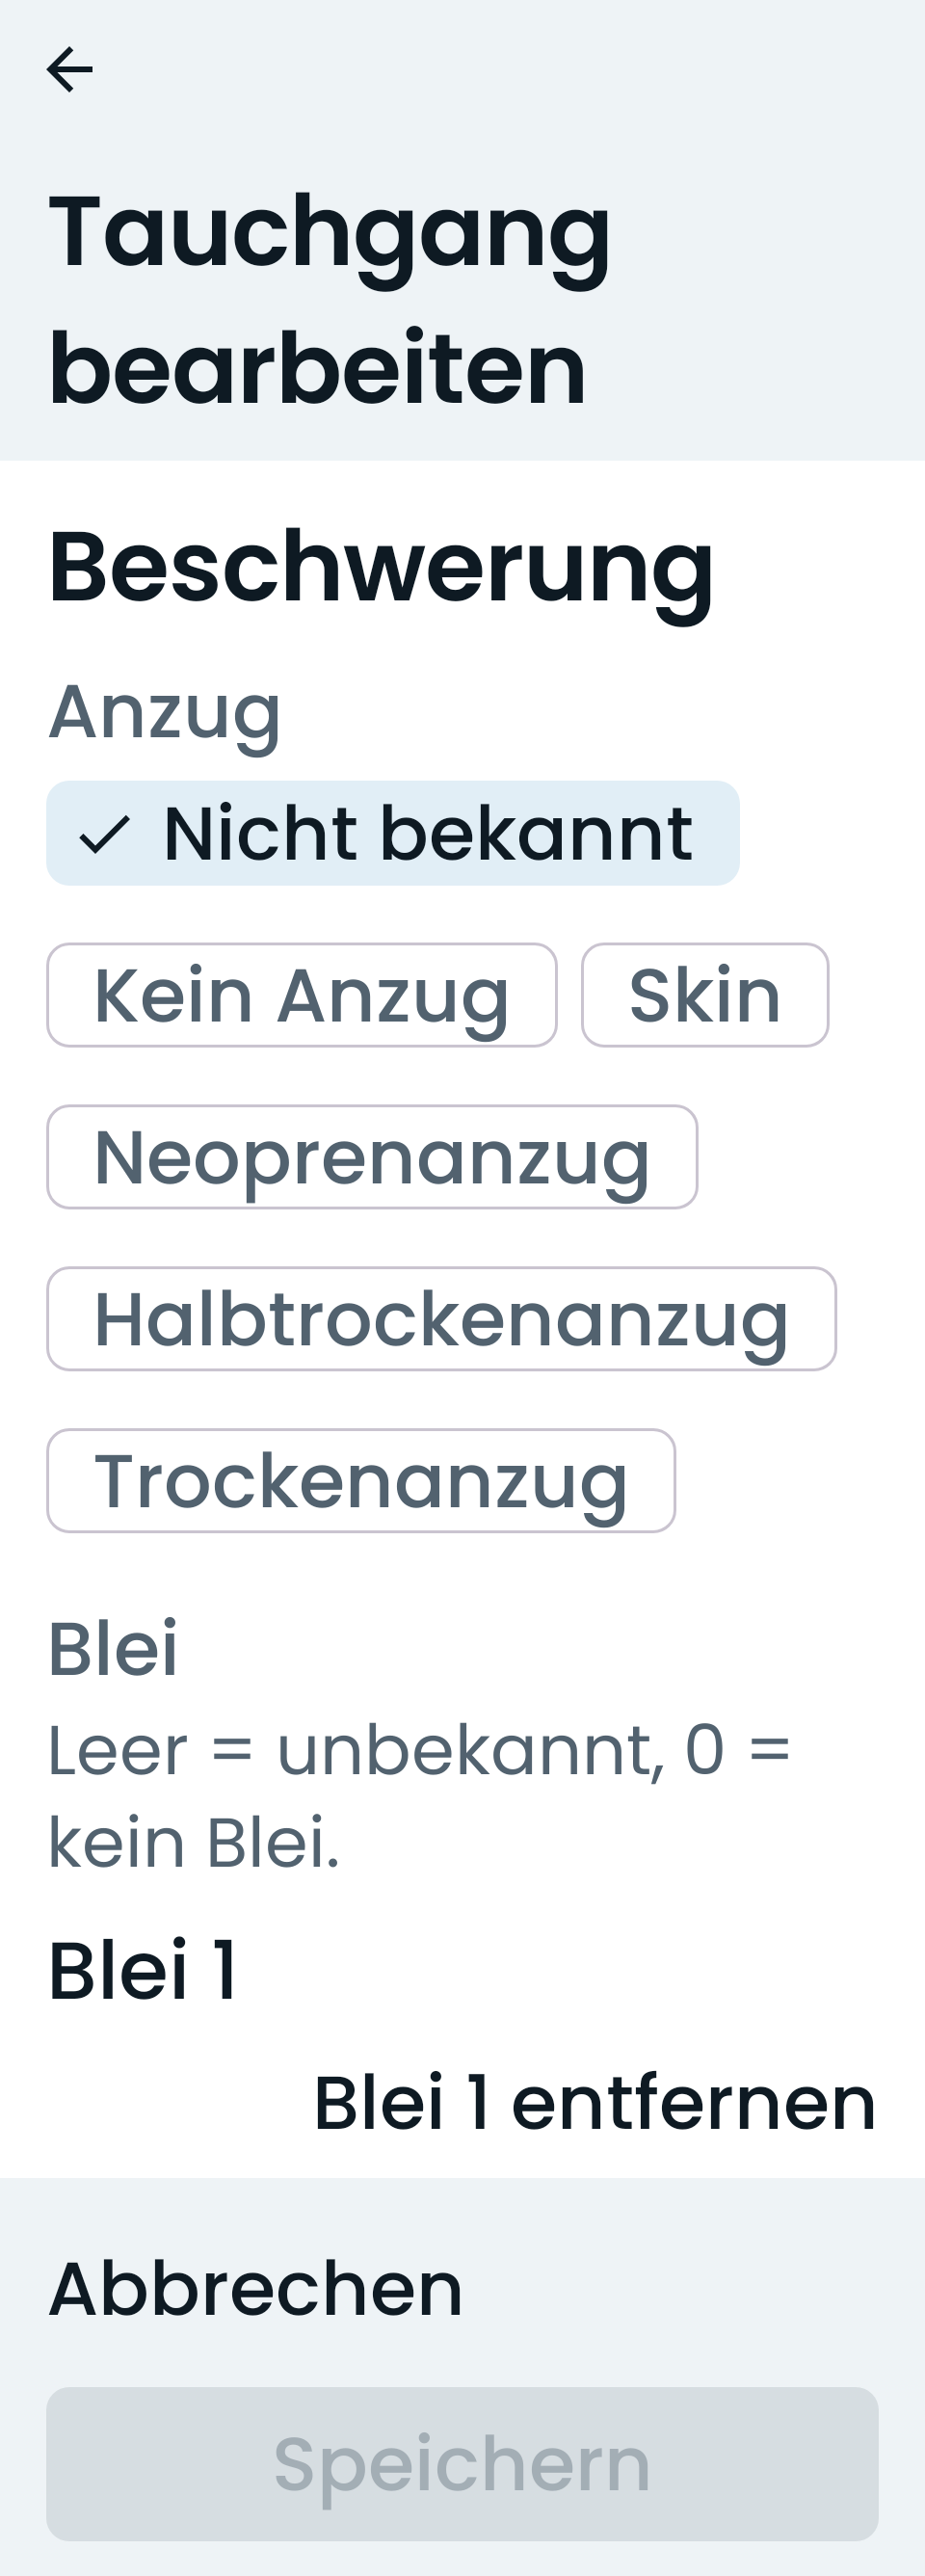 Tauchgang
bearbeiten
Beschwerung
Anzug
Nicht bekannt
Kein Anzug Skin
Neoprenanzug
Halbtrockenanzug
Trockenanzug
Blei
Leer = unbekannt, 0 =
kein Blei.
Blei 1
Blei 1 entfernen
Abbrechen
Speichern